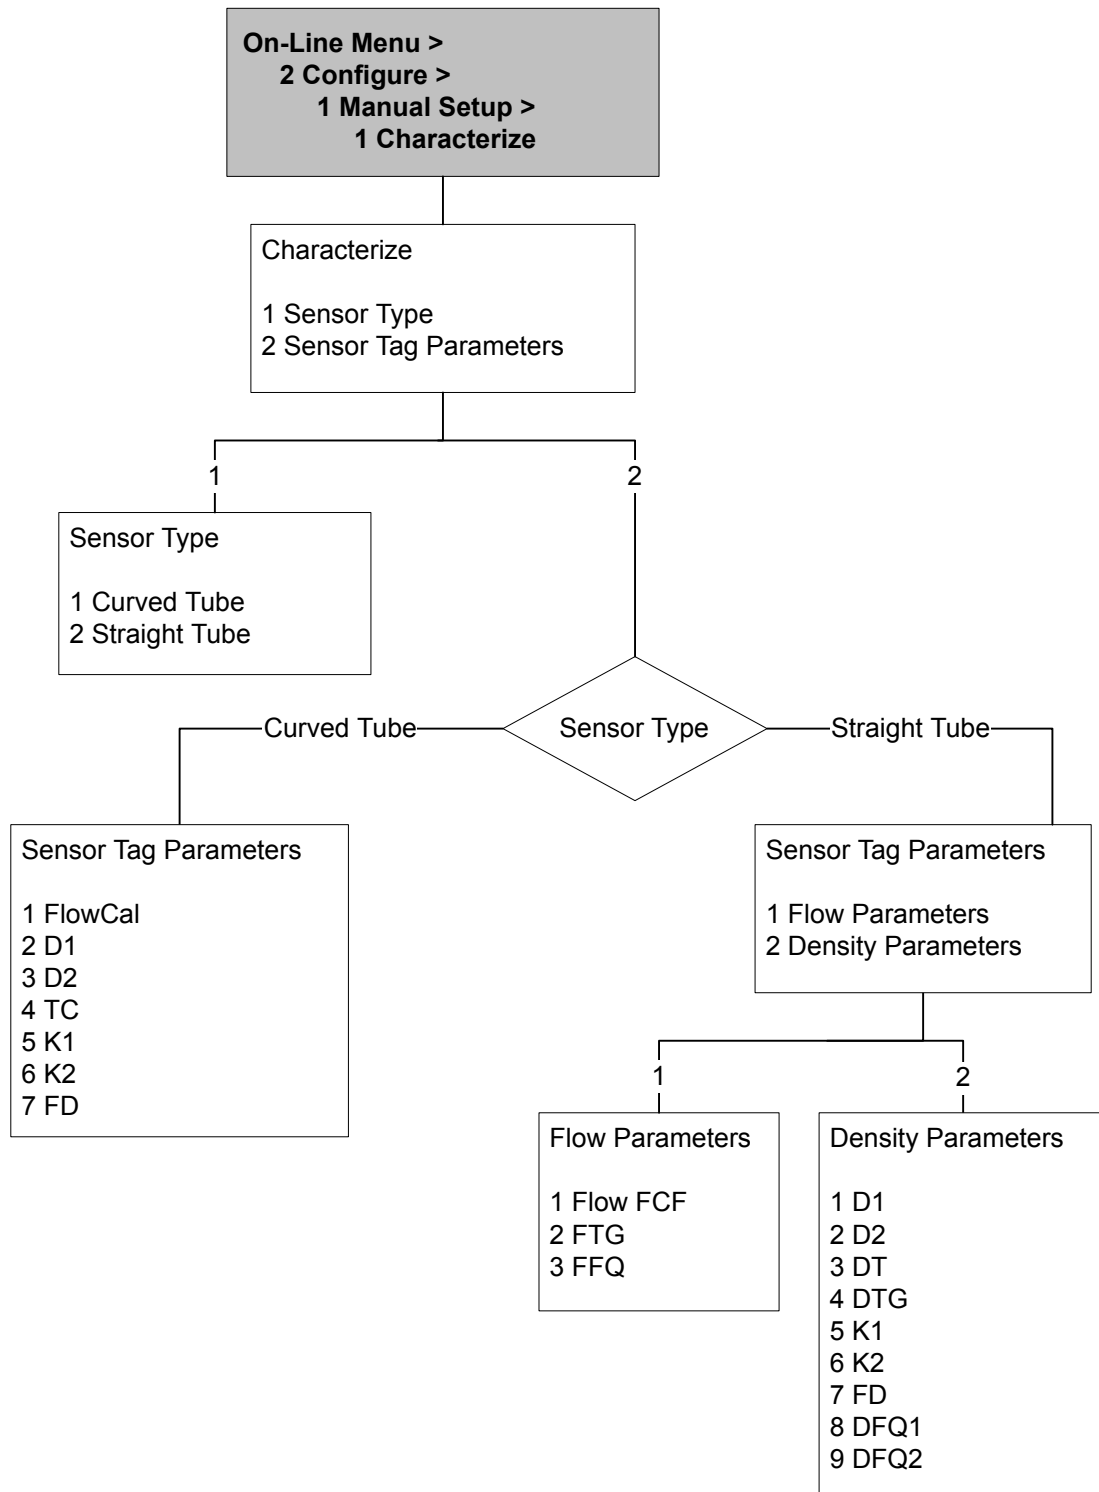 On-Line Menu >
2 Configure >
1 Manual Setup >
1 Characterize
Characterize
1 Sensor Type
2 Sensor Tag Parameters
1
2
Sensor Type
1 Curved Tube
2 Straight Tube
Curved Tube
Sensor Type
Straight Tube
Sensor Tag Parameters
1 FlowCal
2 D1
3 D2
4 TC
5 K1
6 K2
7 FD
Sensor Tag Parameters
1 Flow Parameters
2 Density Parameters
1
2
Flow Parameters
1 Flow FCF
2 FTG
3 FFQ
Density Parameters
1 D1
2 D2
3 DT
4 DTG
5 K1
6 K2
7 FD
8 DFQ1
9 DFQ2